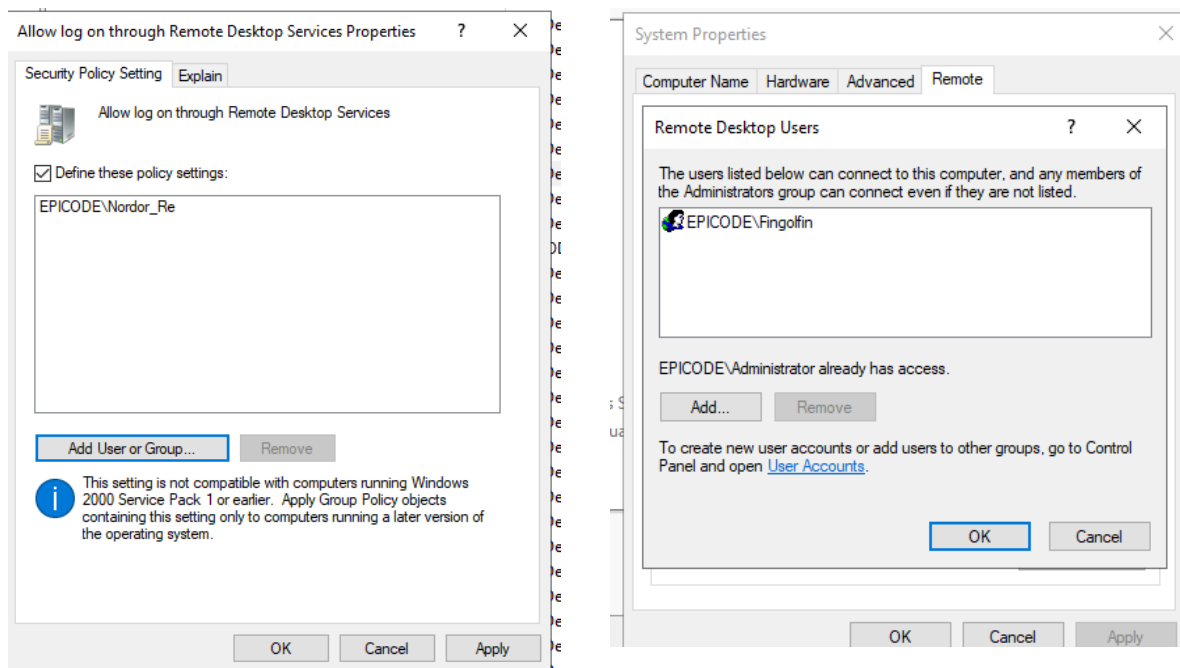 Allow log on through Remote Desktop Services Properties
?
Security Policy Setting
Explain
Allow log on through Remote Desktop Services
Define these policy settings:
EPICODE\Nordor_Re
Add User or Group...
Remove
This setting is not compatible with computers running Windows
2000 Service Pack 1 or earlier. Apply Group Policy objects
containing this setting only to computers running a later version of
the operating system.
OK
Cancel
Apply
System Properties
Computer Name
Hardware
Advanced
Remote
Remote Desktop Users
?
The users listed below can connect to this computer, and any members of
the Administrators group can connect even if they are not listed.
EPICODE\Fingolfin
EPICODE\Administrator already has access.
Add...
Remove
To create new user accounts or add users to other groups, go to Control
Panel and open User Accounts.
OK
Cancel
OK
Cancel
Apply